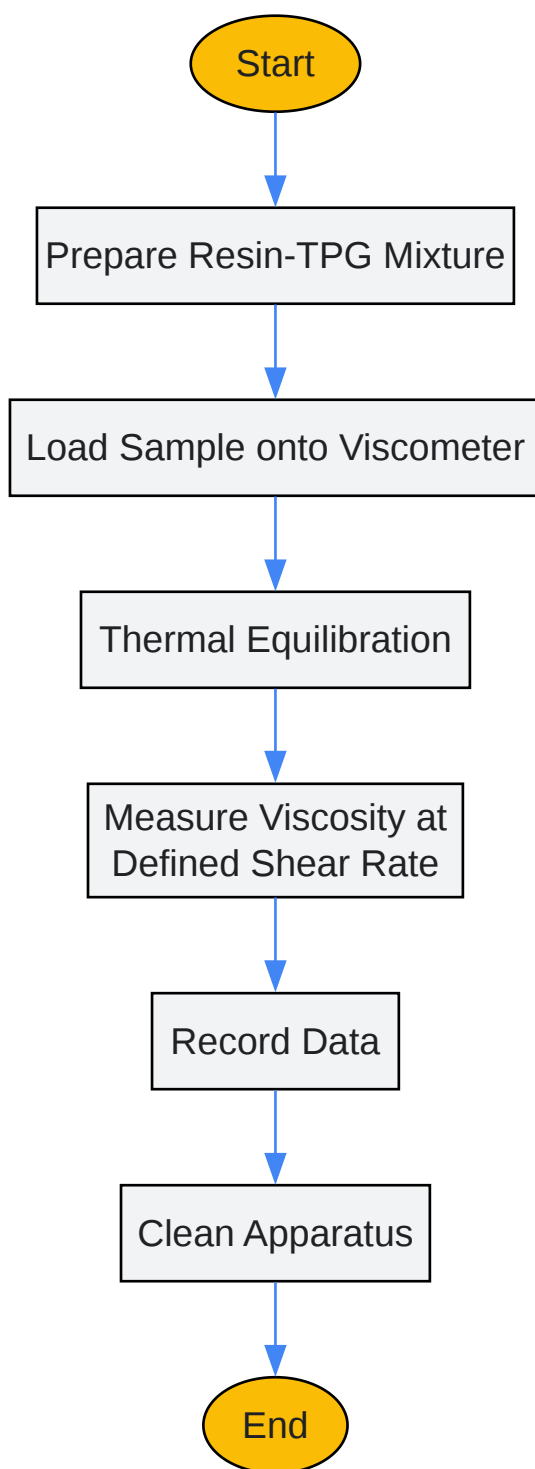 Start
Prepare Resin-TPG Mixture
Load Sample onto Viscometer
Thermal Equilibration
Measure Viscosity at
Defined Shear Rate
Record Data
Clean Apparatus
End